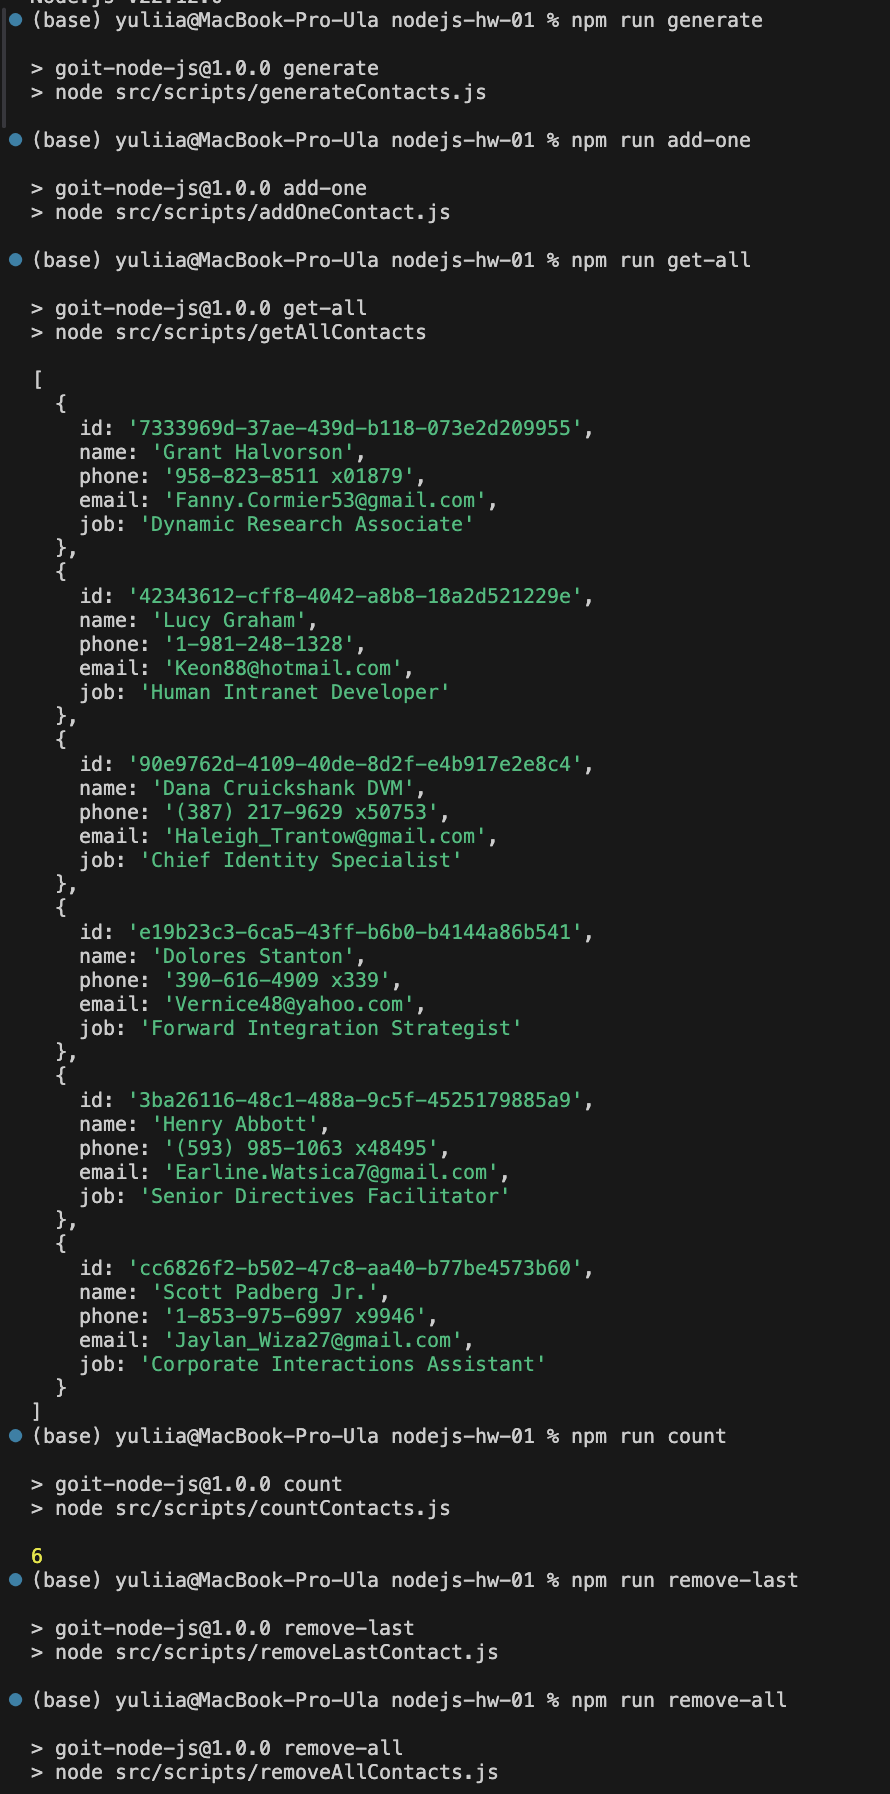 Node.js v22.12.0
(base) yuliia@MacBook-Pro-Ula nodejs-hw-01 % npm run generate
> goit-node-js@1.0.0 generate
> node src/scripts/generateContacts.js
(base) yuliia@MacBook-Pro-Ula nodejs-hw-01 % npm run add-one
> goit-node-js@1.0.0 add-one
> node src/scripts/addOneContact.js
(base) yuliia@MacBook-Pro-Ula nodejs-hw-01 % npm run get-all
> goit-node-js@1.0.0 get-all
> node src/scripts/getAllContacts
[
  {
    id: '7333969d-37ae-439d-b118-073e2d209955',
    name: 'Grant Halvorson',
    phone: '958-823-8511 x01879',
    email: 'Fanny.Cormier53@gmail.com',
    job: 'Dynamic Research Associate'
  },
  {
    id: '42343612-cff8-4042-a8b8-18a2d521229e',
    name: 'Lucy Graham',
    phone: '1-981-248-1328',
    email: 'Keon88@hotmail.com',
    job: 'Human Intranet Developer'
  },
  {
    id: '90e9762d-4109-40de-8d2f-e4b917e2e8c4',
    name: 'Dana Cruickshank DVM',
    phone: '(387) 217-9629 x50753',
    email: 'Haleigh_Trantow@gmail.com',
    job: 'Chief Identity Specialist'
  },
  {
    id: 'e19b23c3-6ca5-43ff-b6b0-b4144a86b541',
    name: 'Dolores Stanton',
    phone: '390-616-4909 x339',
    email: 'Vernice48@yahoo.com',
    job: 'Forward Integration Strategist'
  },
  {
    id: '3ba26116-48c1-488a-9c5f-4525179885a9',
    name: 'Henry Abbott',
    phone: '(593) 985-1063 x48495',
    email: 'Earline.Watsica7@gmail.com',
    job: 'Senior Directives Facilitator'
  },
  {
    id: 'cc6826f2-b502-47c8-aa40-b77be4573b60',
    name: 'Scott Padberg Jr.',
    phone: '1-853-975-6997 x9946',
    email: 'Jaylan_Wiza27@gmail.com',
    job: 'Corporate Interactions Assistant'
  }
]
(base) yuliia@MacBook-Pro-Ula nodejs-hw-01 % npm run count
> goit-node-js@1.0.0 count
> node src/scripts/countContacts.js
6
(base) yuliia@MacBook-Pro-Ula nodejs-hw-01 % npm run remove-last
> goit-node-js@1.0.0 remove-last
> node src/scripts/removeLastContact.js
(base) yuliia@MacBook-Pro-Ula nodejs-hw-01 % npm run remove-all
> goit-node-js@1.0.0 remove-all
> node src/scripts/removeAllContacts.js